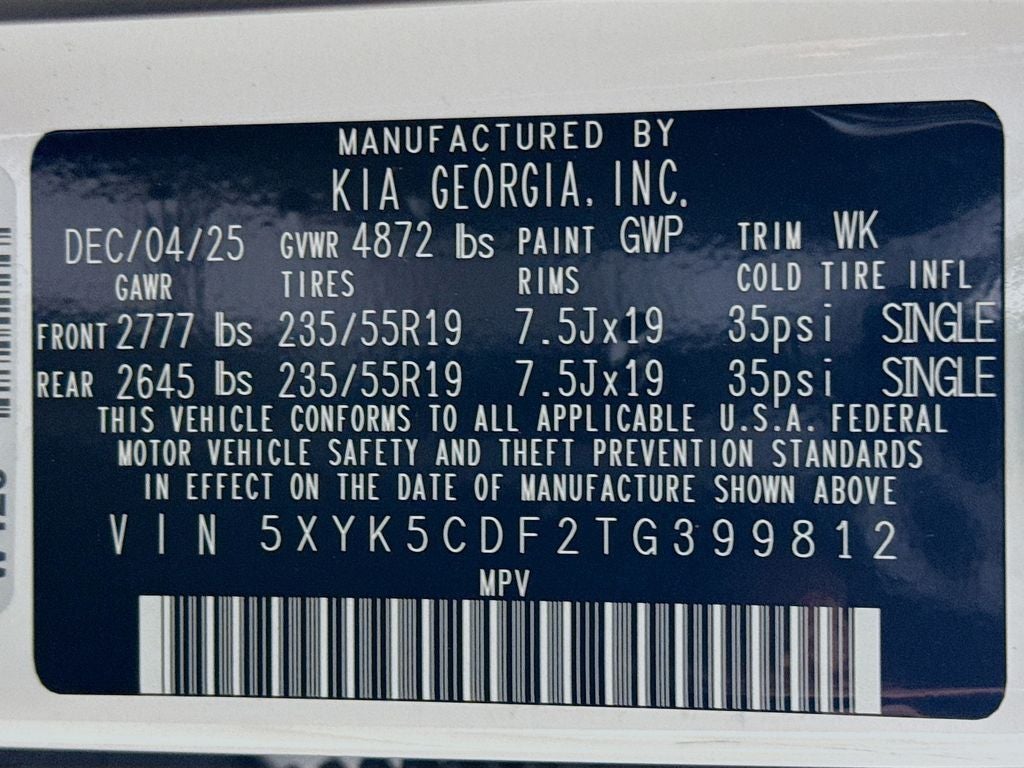 MANUFACTURED BY
KIA GEORGIA, INC.
DEC/04/25 GVWR 4872 lbs PAINT GWP TRIM WK
GAWR TIRES RIMS COLD TIRE INFL
FRONT 2777 lbs 235/55R19 7.5Jx19 35psi SINGLE
REAR 2645 lbs 235/55R19 7.5Jx19 35psi SINGLE
THIS VEHICLE CONFORMS TO ALL APPLICABLE U.S.A. FEDERAL
MOTOR VEHICLE SAFETY AND THEFT PREVENTION STANDARDS
IN EFFECT ON THE DATE OF MANUFACTURE SHOWN ABOVE
VIN 5XYK5CDF2TG399812
MPV